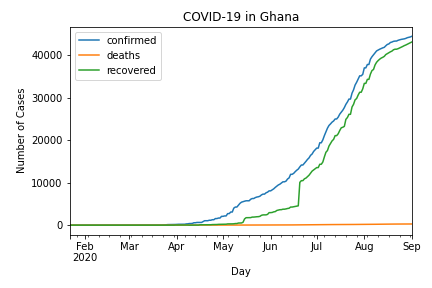 COVID-19 in Ghana
confirmed
deaths
recovered
Number of Cases
40000
30000
20000
10000
0
Feb Mar Apr May Jun Jul Aug Sep
2020
Day